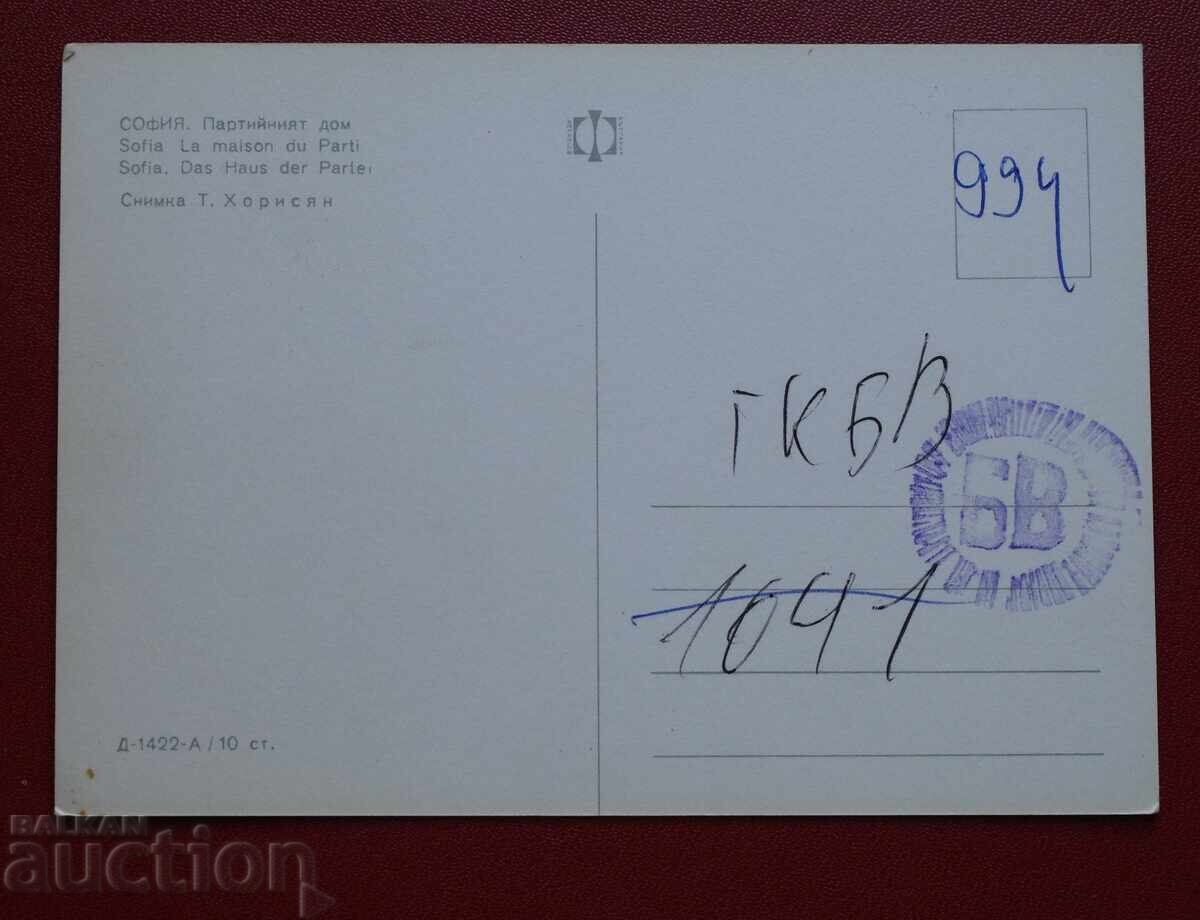 СОФИЯ. Партийният дом
Sofia La maison du Parti
Sofia. Das Haus der Partei
Снимка Т. Хорисян
994
ГКБВ
БВ
1041
Д-1422-А/10 ст.
BALKAN
auction